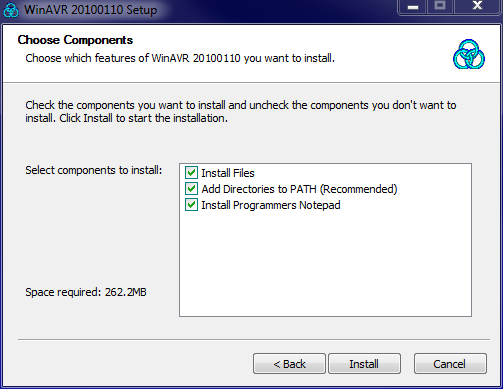 WinAVR 20100110 Setup
Choose Components
Choose which features of WinAVR 20100110 you want to install.
Check the components you want to install and uncheck the components you don't want to
install. Click Install to start the installation.
Select components to install:
Install Files
Add Directories to PATH (Recommended)
Install Programmers Notepad
Space required: 262.2MB
< Back
Install
Cancel